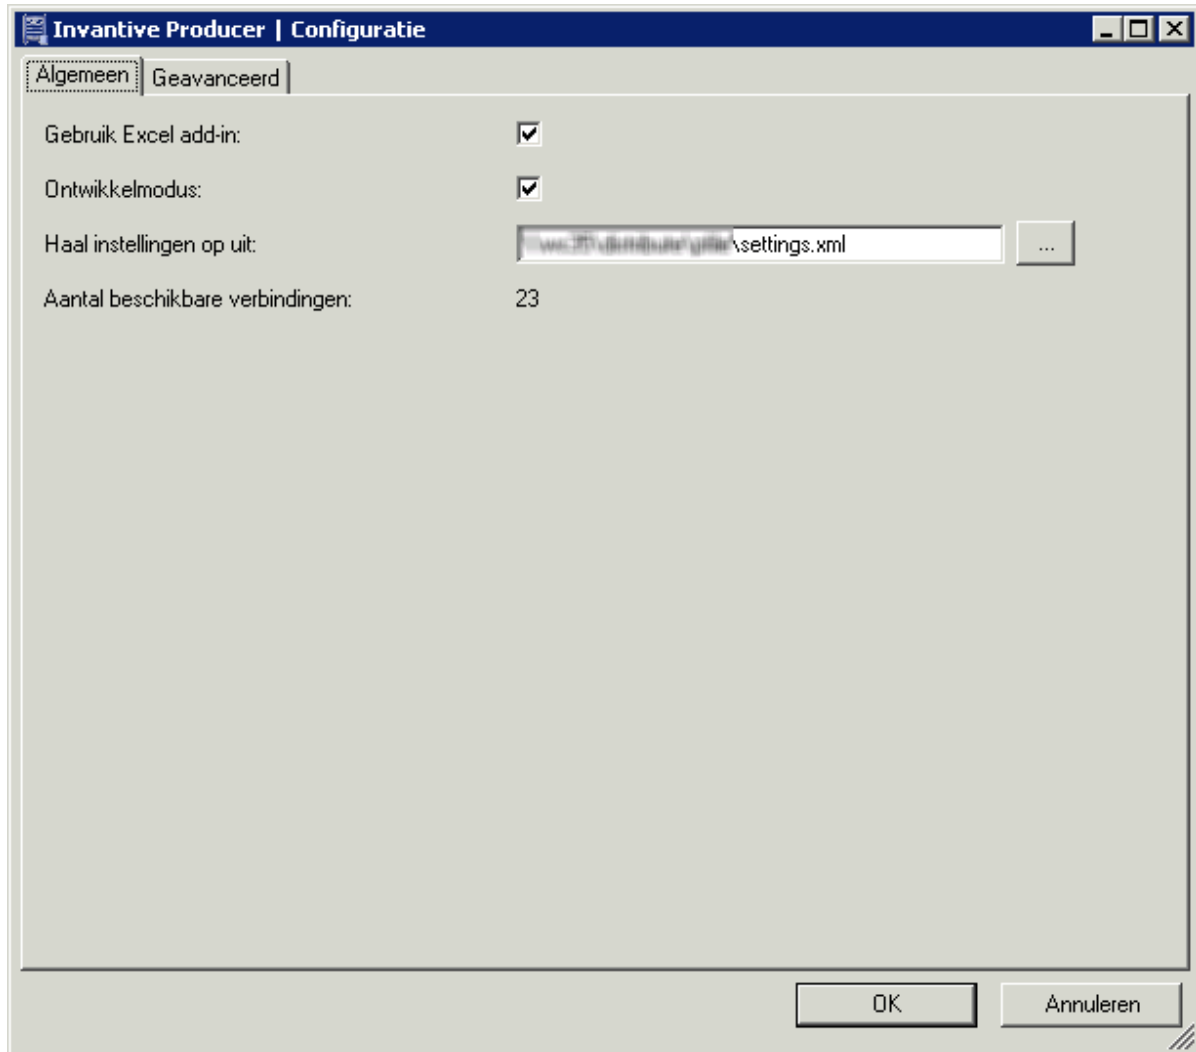 Invantive Producer | Configuratie
Algemeen Geavanceerd
Gebruik Excel add-in:
Ontwikkelmodus:
Haal instellingen op uit: \settings.xml ...
Aantal beschikbare verbindingen: 23
OK Annuleren